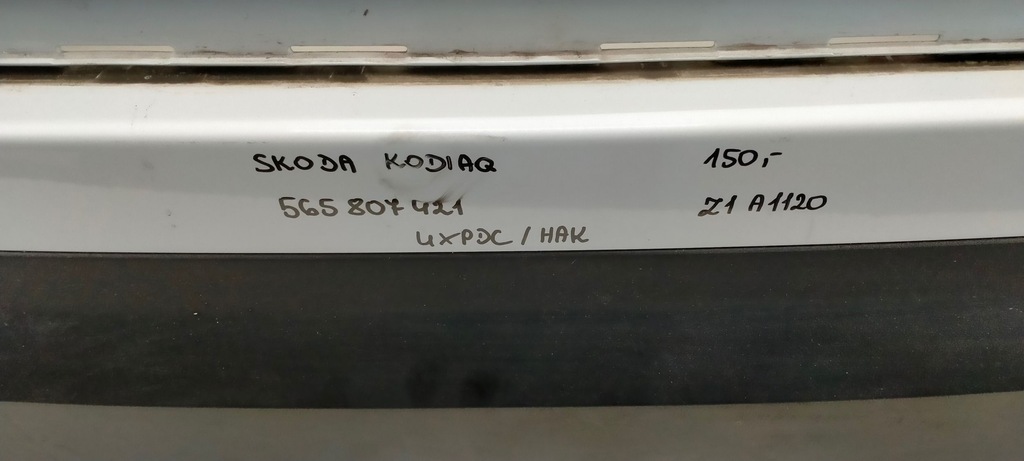 SKODA KODIAQ 150,-
565 807 421 Z1 A1120
4xPDC / HAK